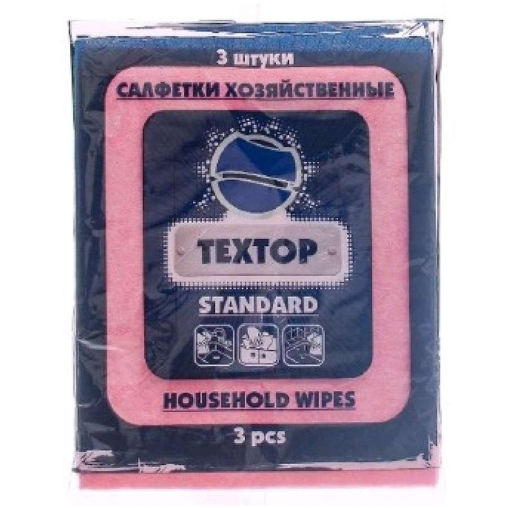 3 штуки
САЛФЕТКИ ХОЗЯЙСТВЕННЫЕ
TEXTOP
STANDARD
HOUSEHOLD WIPES
3 pcs